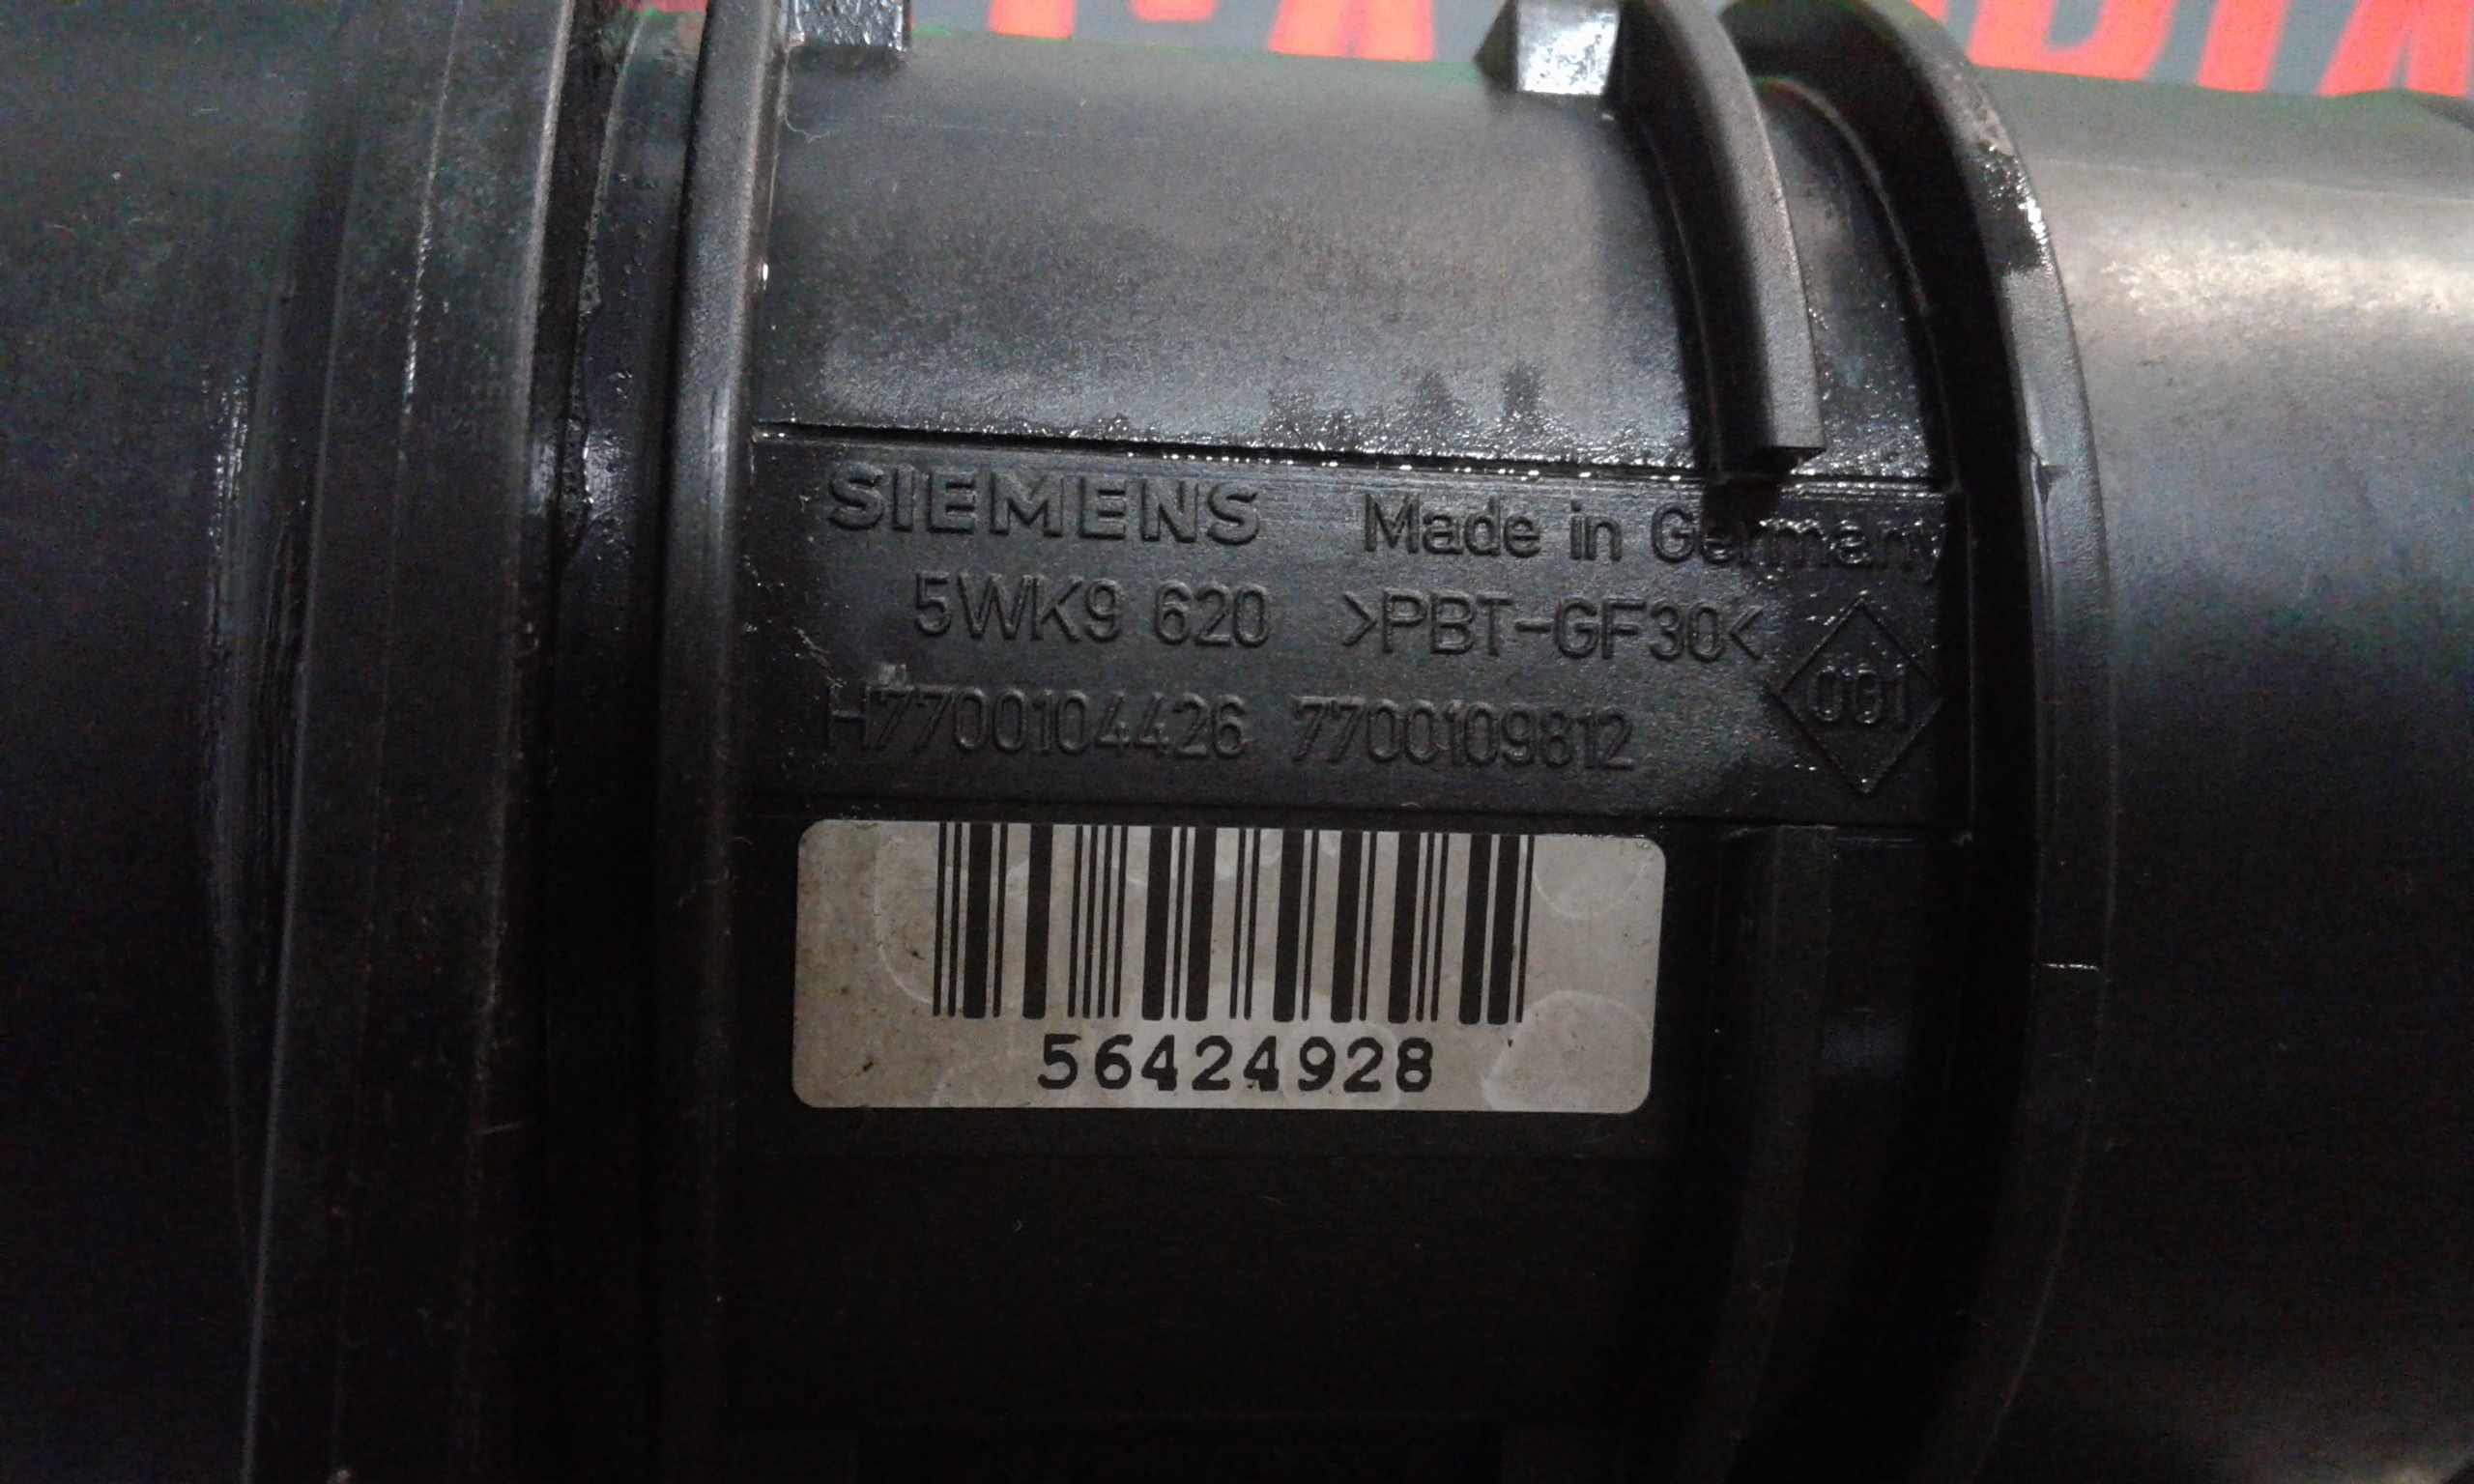 SIEMENS Made in Germany
5WK9 620 >PBT-GF30<
H7700104426 7700109812
001
56424928